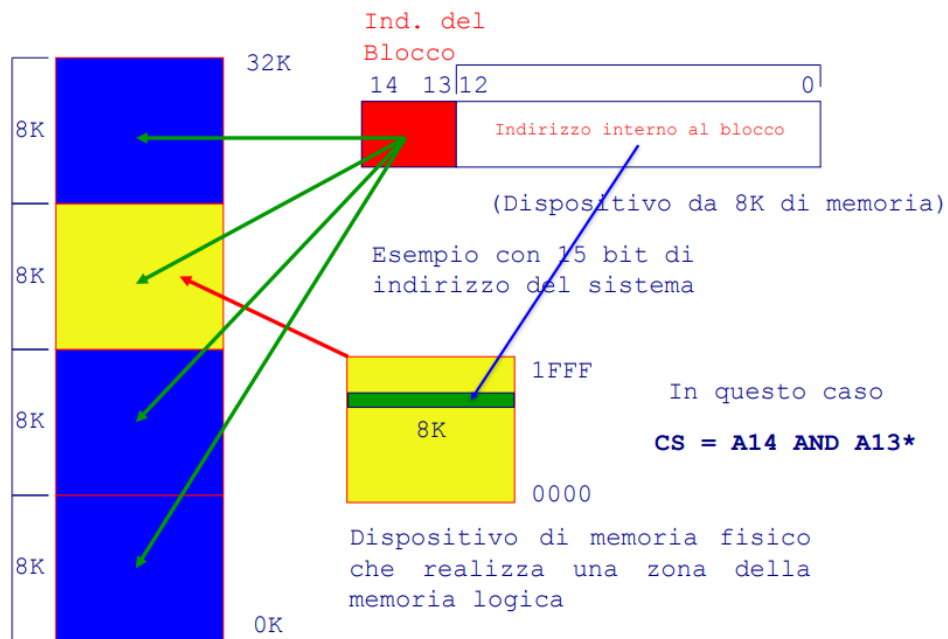 Ind. del
Blocco
32K
14 13 12 0
8K
Indirizzo interno al blocco
(Dispositivo da 8K di memoria)
8K
Esempio con 15 bit di
indirizzo del sistema
1FFF
8K
8K
In questo caso
CS = A14 AND A13*
0000
8K
Dispositivo di memoria fisico
che realizza una zona della
memoria logica
0K